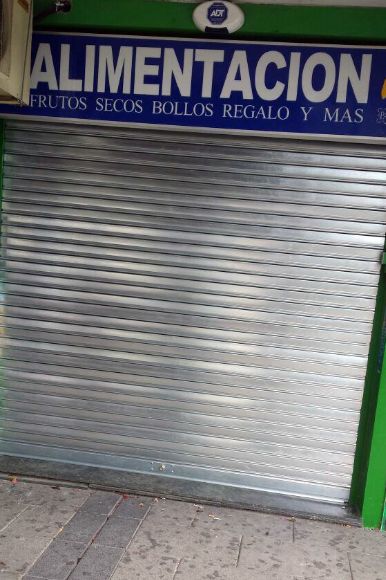 ADT
ALIMENTACION
FRUTOS SECOS BOLLOS REGALO Y MAS